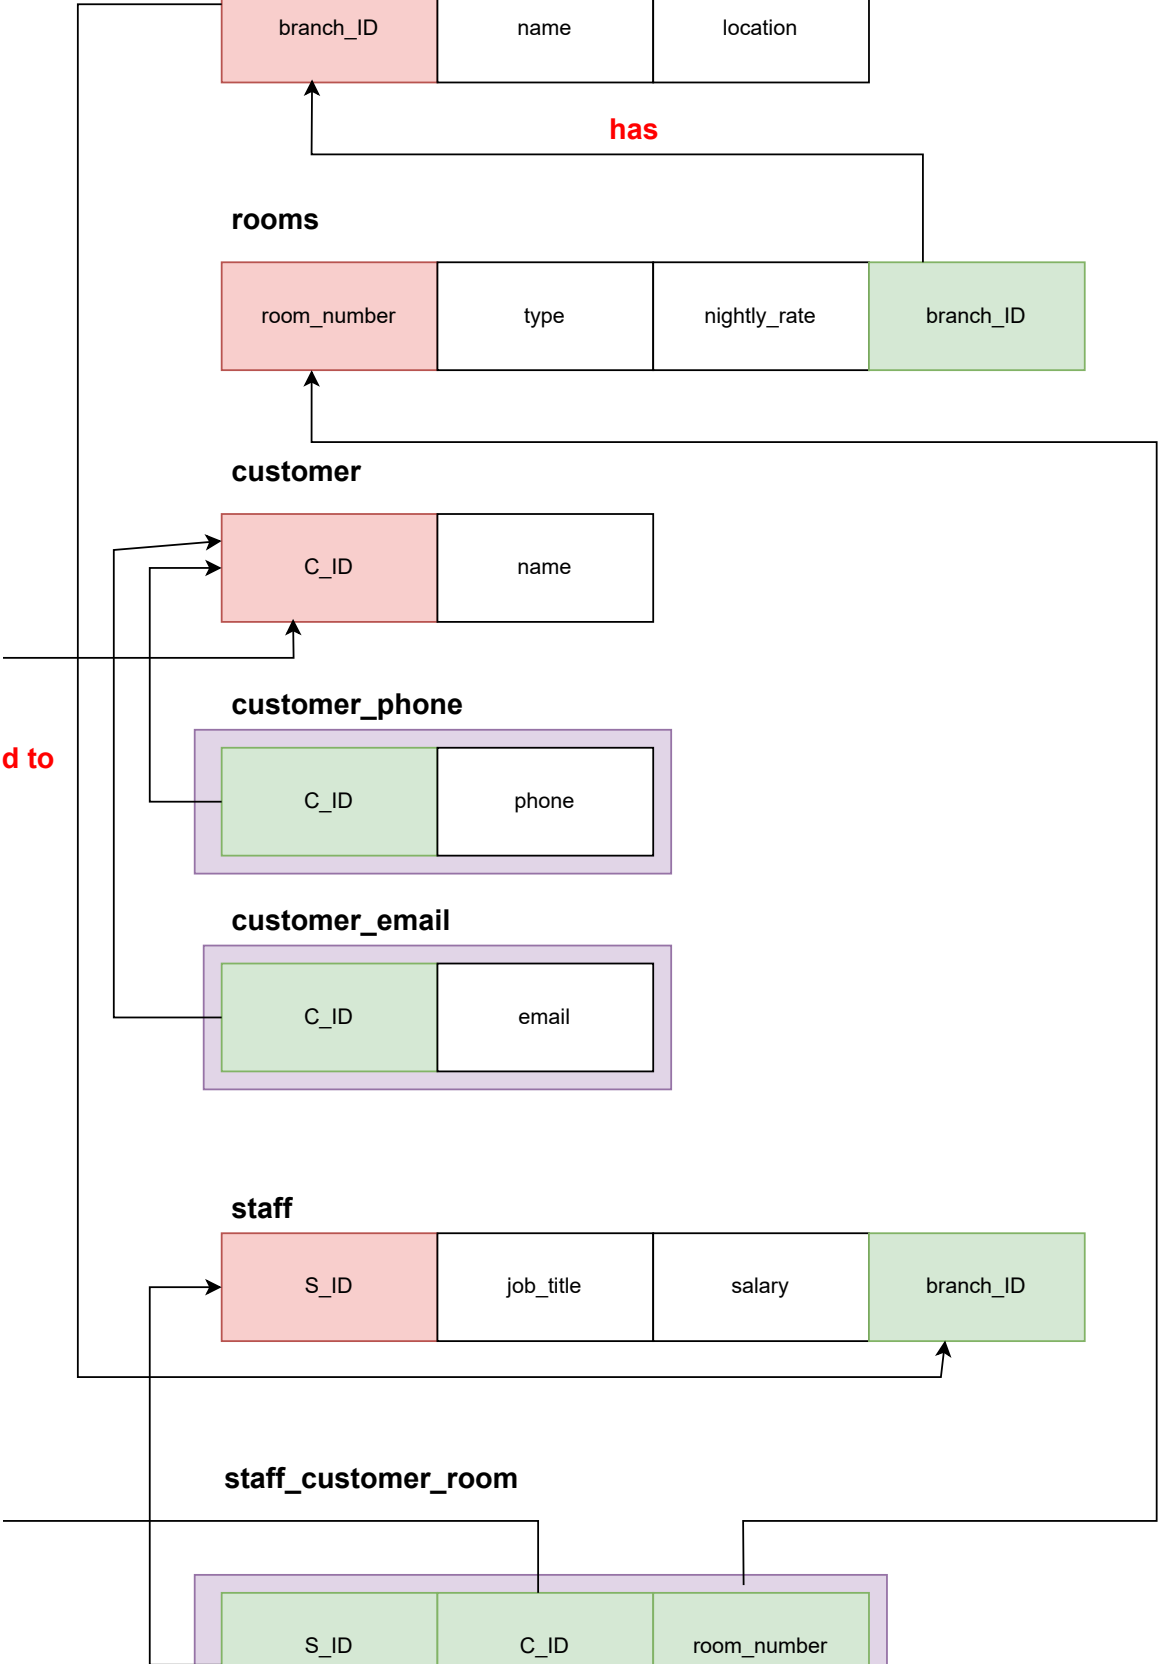 branch_ID name location
has
rooms
room_number type nightly_rate branch_ID
customer
C_ID name
customer_phone
d to
C_ID phone
customer_email
C_ID email
staff
S_ID job_title salary branch_ID
staff_customer_room
S_ID C_ID room_number